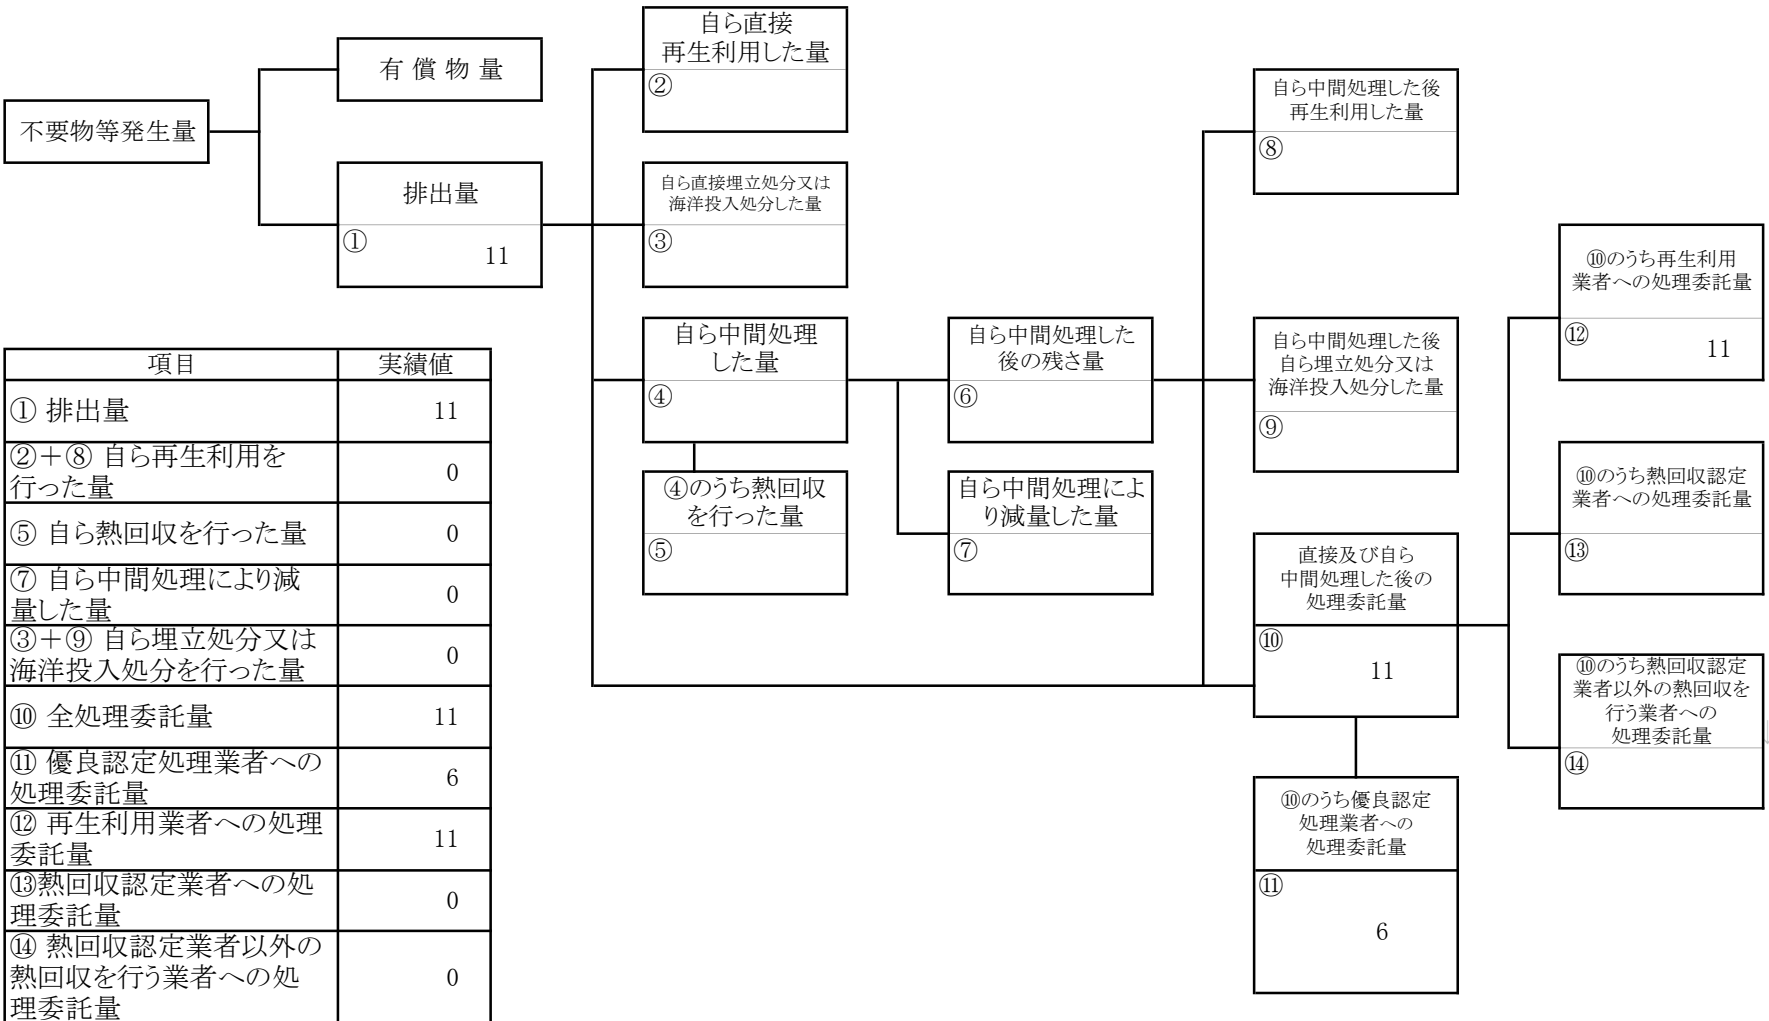 不要物等発生量
有 償 物 量
排出量
①
11
自ら直接
再生利用した量
②
自ら直接埋立処分又は
海洋投入処分した量
③
自ら中間処理
した量
④
④のうち熱回収
を行った量
⑤
自ら中間処理した
後の残さ量
⑥
自ら中間処理によ
り減量した量
⑦
自ら中間処理した後
再生利用した量
⑧
自ら中間処理した後
自ら埋立処分又は
海洋投入処分した量
⑨
直接及び自ら
中間処理した後の
処理委託量
⑩
11
⑩のうち優良認定
処理業者への
処理委託量
⑪
6
⑩のうち再生利用
業者への処理委託量
⑫
11
⑩のうち熱回収認定
業者への処理委託量
⑬
⑩のうち熱回収認定
業者以外の熱回収を
行う業者への
処理委託量
⑭
項目 実績値
① 排出量 11
②＋⑧ 自ら再生利用を
行った量 0
⑤ 自ら熱回収を行った量 0
⑦ 自ら中間処理により減
量した量 0
③＋⑨ 自ら埋立処分又は
海洋投入処分を行った量 0
⑩ 全処理委託量 11
⑪ 優良認定処理業者への
処理委託量 6
⑫ 再生利用業者への処理
委託量 11
⑬熱回収認定業者への処
理委託量 0
⑭ 熱回収認定業者以外の
熱回収を行う業者への処
理委託量 0